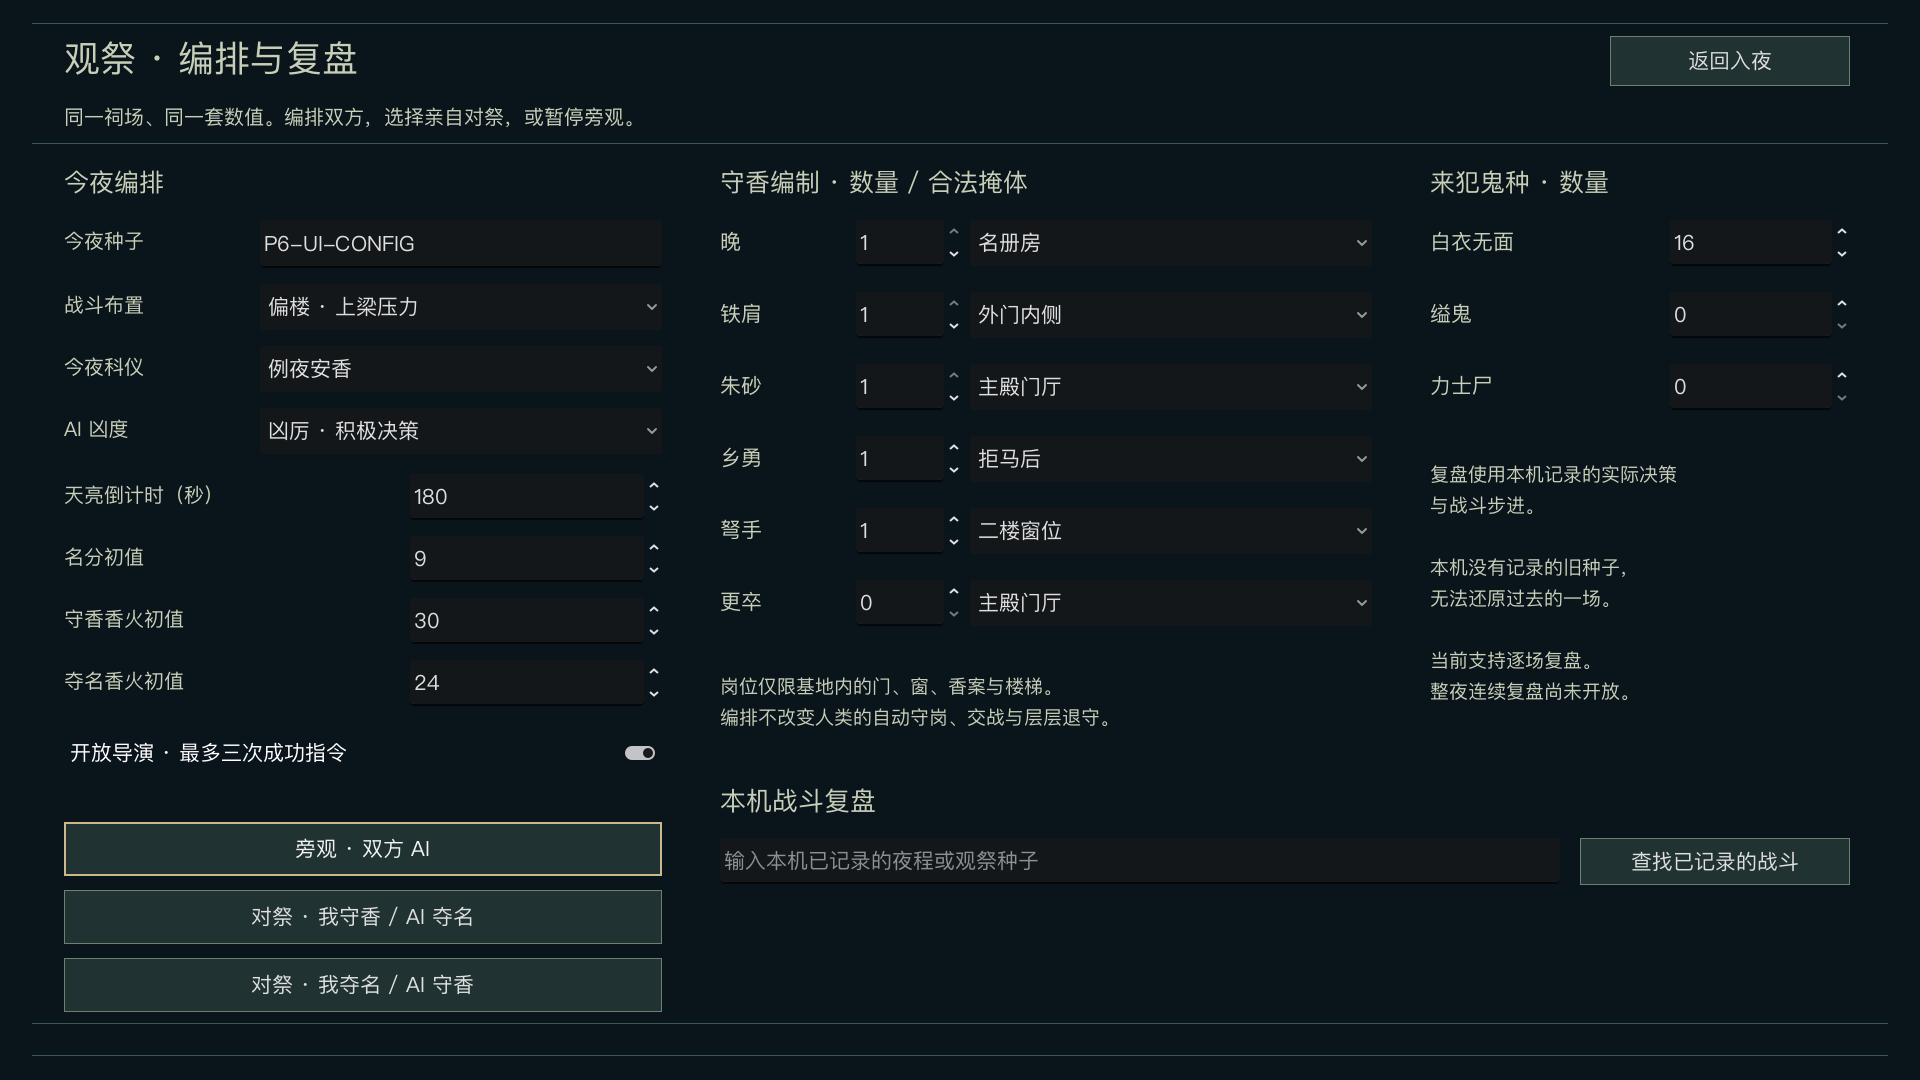 观祭 · 编排与复盘
返回入夜
同一祠场、同一套数值。编排双方，选择亲自对祭，或暂停旁观。
今夜编排
今夜种子 P6-UI-CONFIG
战斗布置 偏楼 · 上梁压力
今夜科仪 例夜安香
AI 凶度 凶厉 · 积极决策
天亮倒计时（秒） 180
名分初值 9
守香香火初值 30
夺名香火初值 24
开放导演 · 最多三次成功指令
旁观 · 双方 AI
对祭 · 我守香 / AI 夺名
对祭 · 我夺名 / AI 守香
守香编制 · 数量 / 合法掩体
晚 1 名册房
铁肩 1 外门内侧
朱砂 1 主殿门厅
乡勇 1 拒马后
弩手 1 二楼窗位
更卒 0 主殿门厅
岗位仅限基地内的门、窗、香案与楼梯。
编排不改变人类的自动守岗、交战与层层退守。
来犯鬼种 · 数量
白衣无面 16
缢鬼 0
力士尸 0
复盘使用本机记录的实际决策
与战斗步进。
本机没有记录的旧种子，
无法还原过去的一场。
当前支持逐场复盘。
整夜连续复盘尚未开放。
本机战斗复盘
输入本机已记录的夜程或观祭种子
查找已记录的战斗